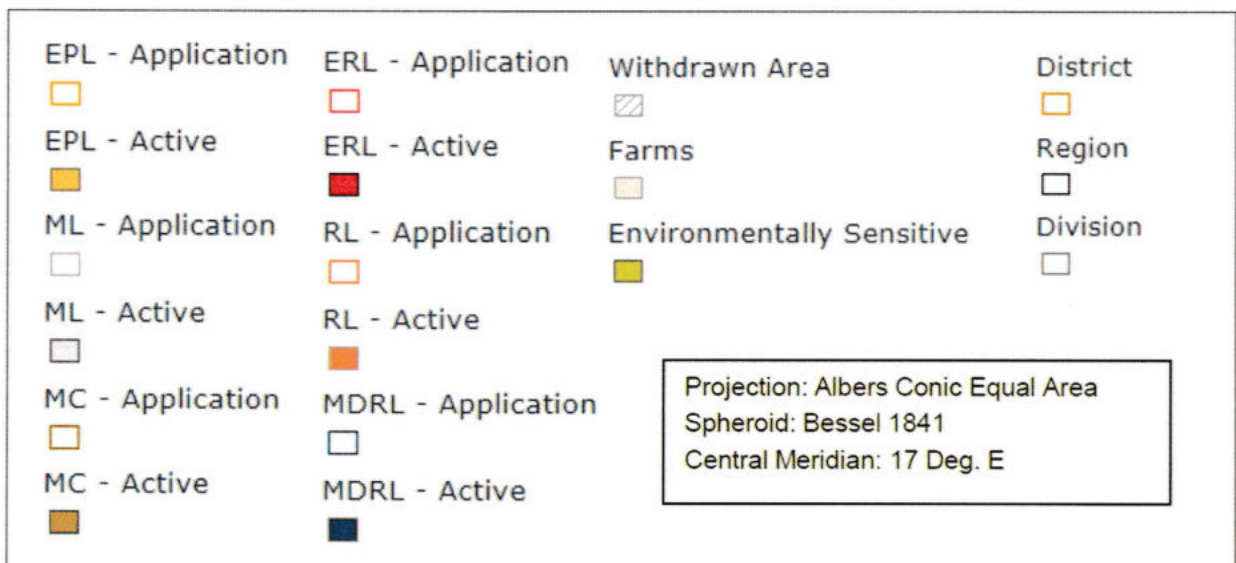 EPL - Application
EPL - Active
ML - Application
ML - Active
MC - Application
MC - Active
ERL - Application
ERL - Active
RL - Application
RL - Active
MDRL - Application
MDRL - Active
Withdrawn Area
Farms
Environmentally Sensitive
District
Region
Division
Projection: Albers Conic Equal Area
Spheroid: Bessel 1841
Central Meridian: 17 Deg. E